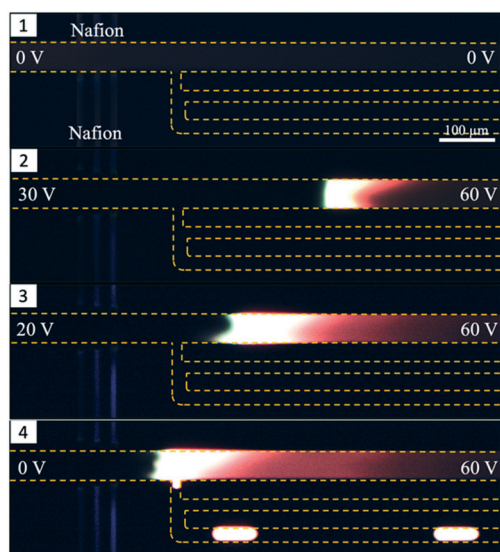 1
Nafion
0 V 0 V
Nafion
100 µm
2
30 V 60 V
3
20 V 60 V
4
0 V 60 V